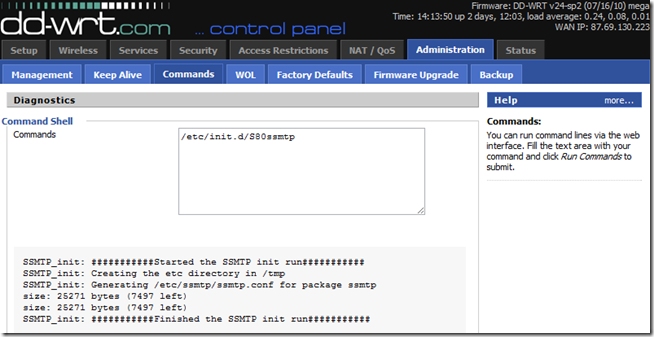 Firmware: DD-WRT v24-sp2 (07/16/10) mega
Time: 14:13:50 up 2 days, 12:03, load average: 0.24, 0.08, 0.01
WAN IP: 87.69.130.223
dd-wrt.com ... control panel
Setup Wireless Services Security Access Restrictions NAT / QoS Administration Status
Management Keep Alive Commands WOL Factory Defaults Firmware Upgrade Backup
Diagnostics
Command Shell
Commands
/etc/init.d/S80ssmtp
SSMTP_init: ###########Started the SSMTP init run###########
SSMTP_init: Creating the etc directory in /tmp
SSMTP_init: Generating /etc/ssmtp/ssmtp.conf for package ssmtp
size: 25271 bytes (7497 left)
size: 25271 bytes (7497 left)
SSMTP_init: ###########Finished the SSMTP init run###########
Help more...
Commands:
You can run command lines via the web
interface. Fill the text area with your
command and click Run Commands to
submit.